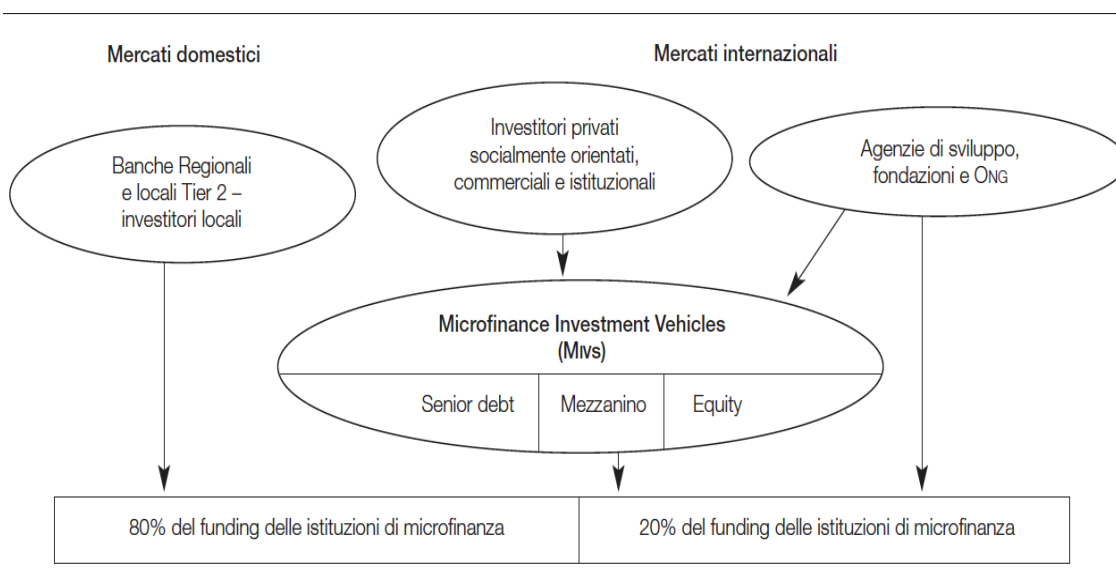 Mercati domestici
Mercati internazionali
Banche Regionali
e locali Tier 2 –
investitori locali
Investitori privati
socialmente orientati,
commerciali e istituzionali
Agenzie di sviluppo,
fondazioni e ONG
Microfinance Investment Vehicles
(MIVs)
Senior debt
Mezzanino
Equity
80% del funding delle istituzioni di microfinanza
20% del funding delle istituzioni di microfinanza